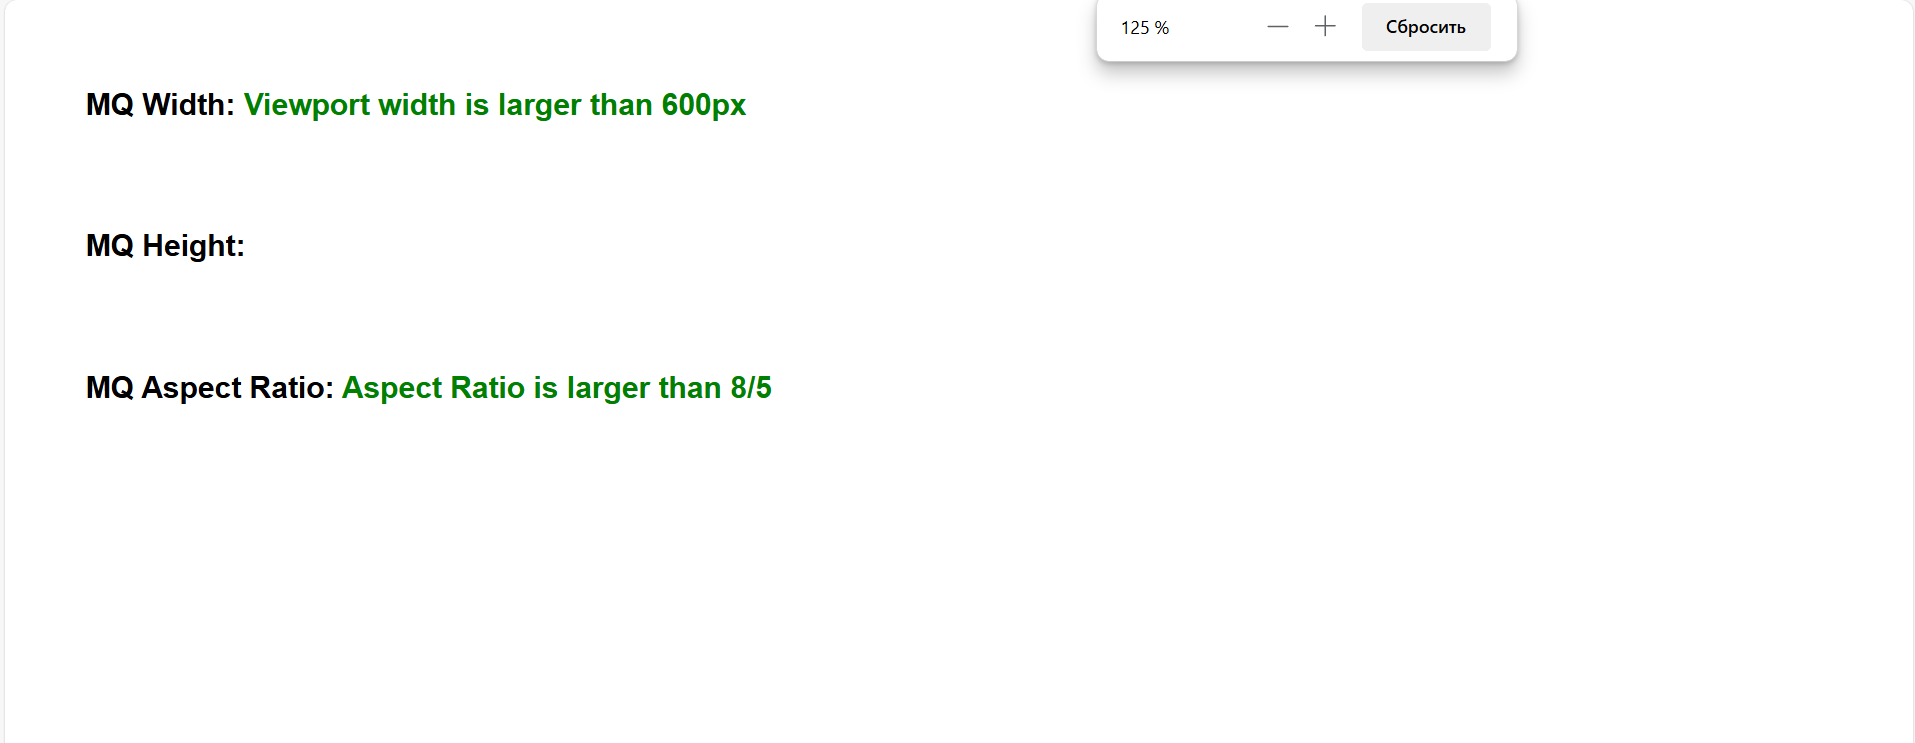 125 %
Сбросить
MQ Width: Viewport width is larger than 600px
MQ Height:
MQ Aspect Ratio: Aspect Ratio is larger than 8/5